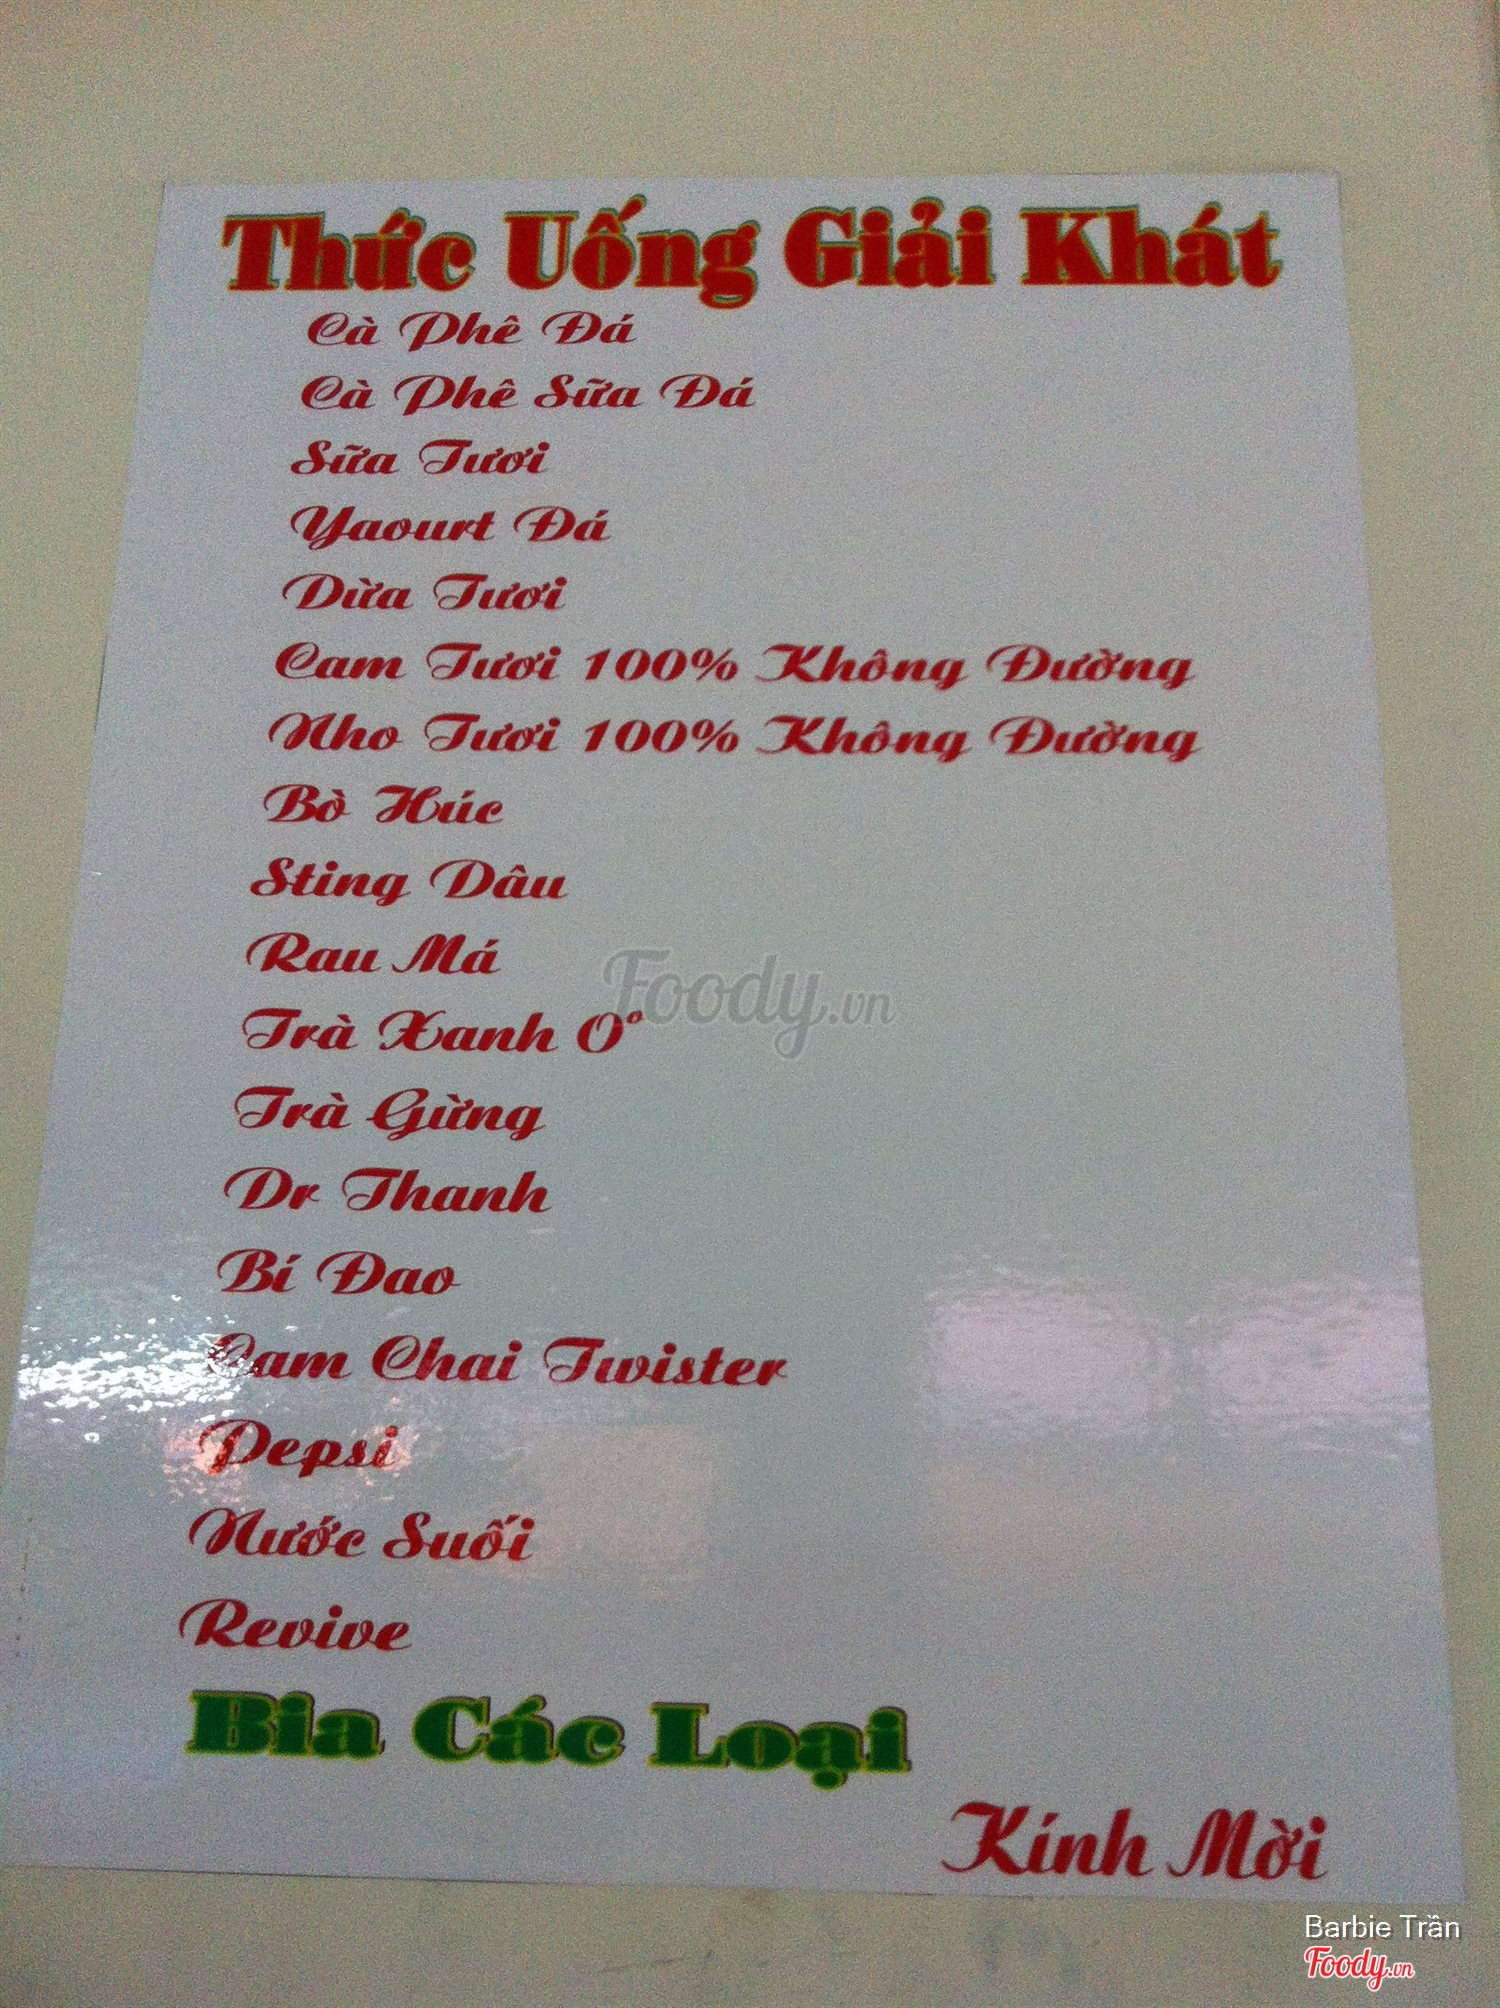 Thức Uống Giải Khát
Cà Phê Đá
Cà Phê Sữa Đá
Sữa Tươi
Yaourt Đá
Dừa Tươi
Cam Tươi 100% Không Đường
Nho Tươi 100% Không Đường
Bò Húc
Sting Dâu
Rau Má
Foody.vn
Trà Xanh O°
Trà Gừng
Dr Thanh
Bí Đao
Cam Chai Twister
Pepsi
Nước Suối
Revive
Bia Các Loại
Kính Mời
Barbie Trần
Foody.vn